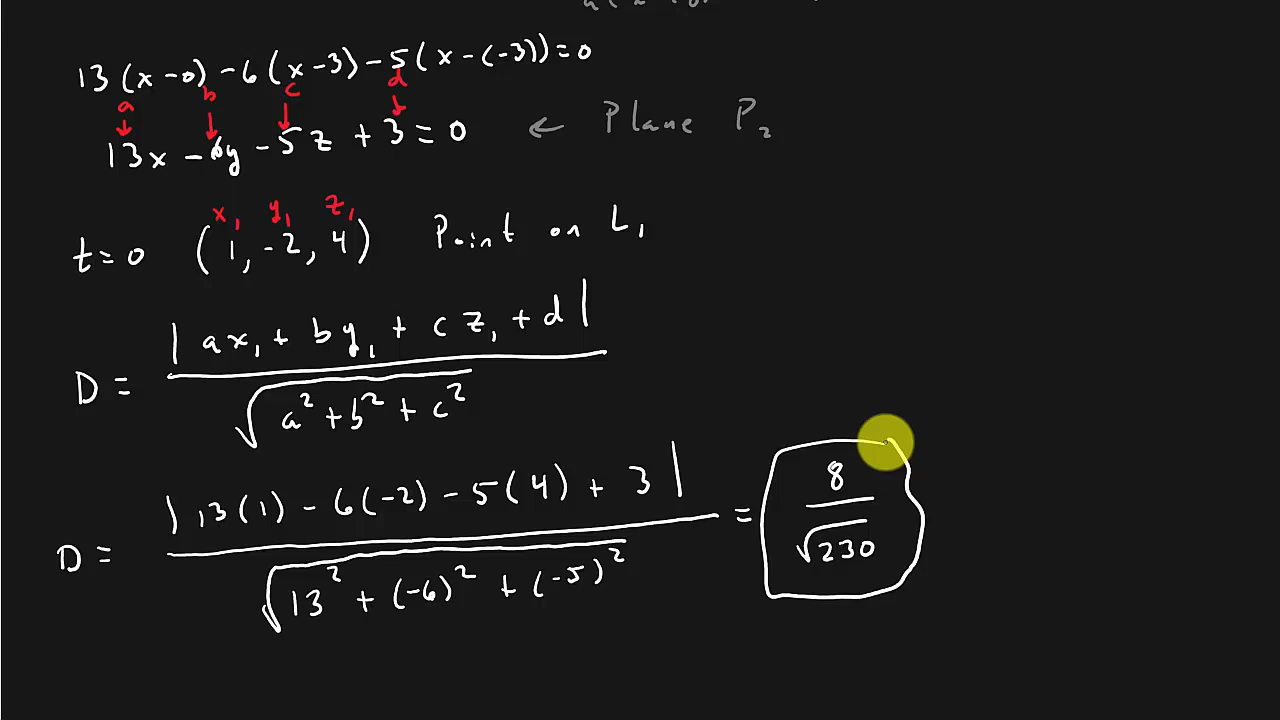 13(x-0) -6(x-3) -5(x-(-3))=0
a b c d
13x - 6y - 5z + 3 = 0 ← Plane P₂
x₁ y₁ z₁
t=0 (1, -2, 4) Point on L₁
D = | ax₁ + by₁ + cz₁ + d | / √(a² + b² + c²)
D = | 13(1) - 6(-2) - 5(4) + 3 | / √(13² + (-6)² + (-5)²) = 8 / √230